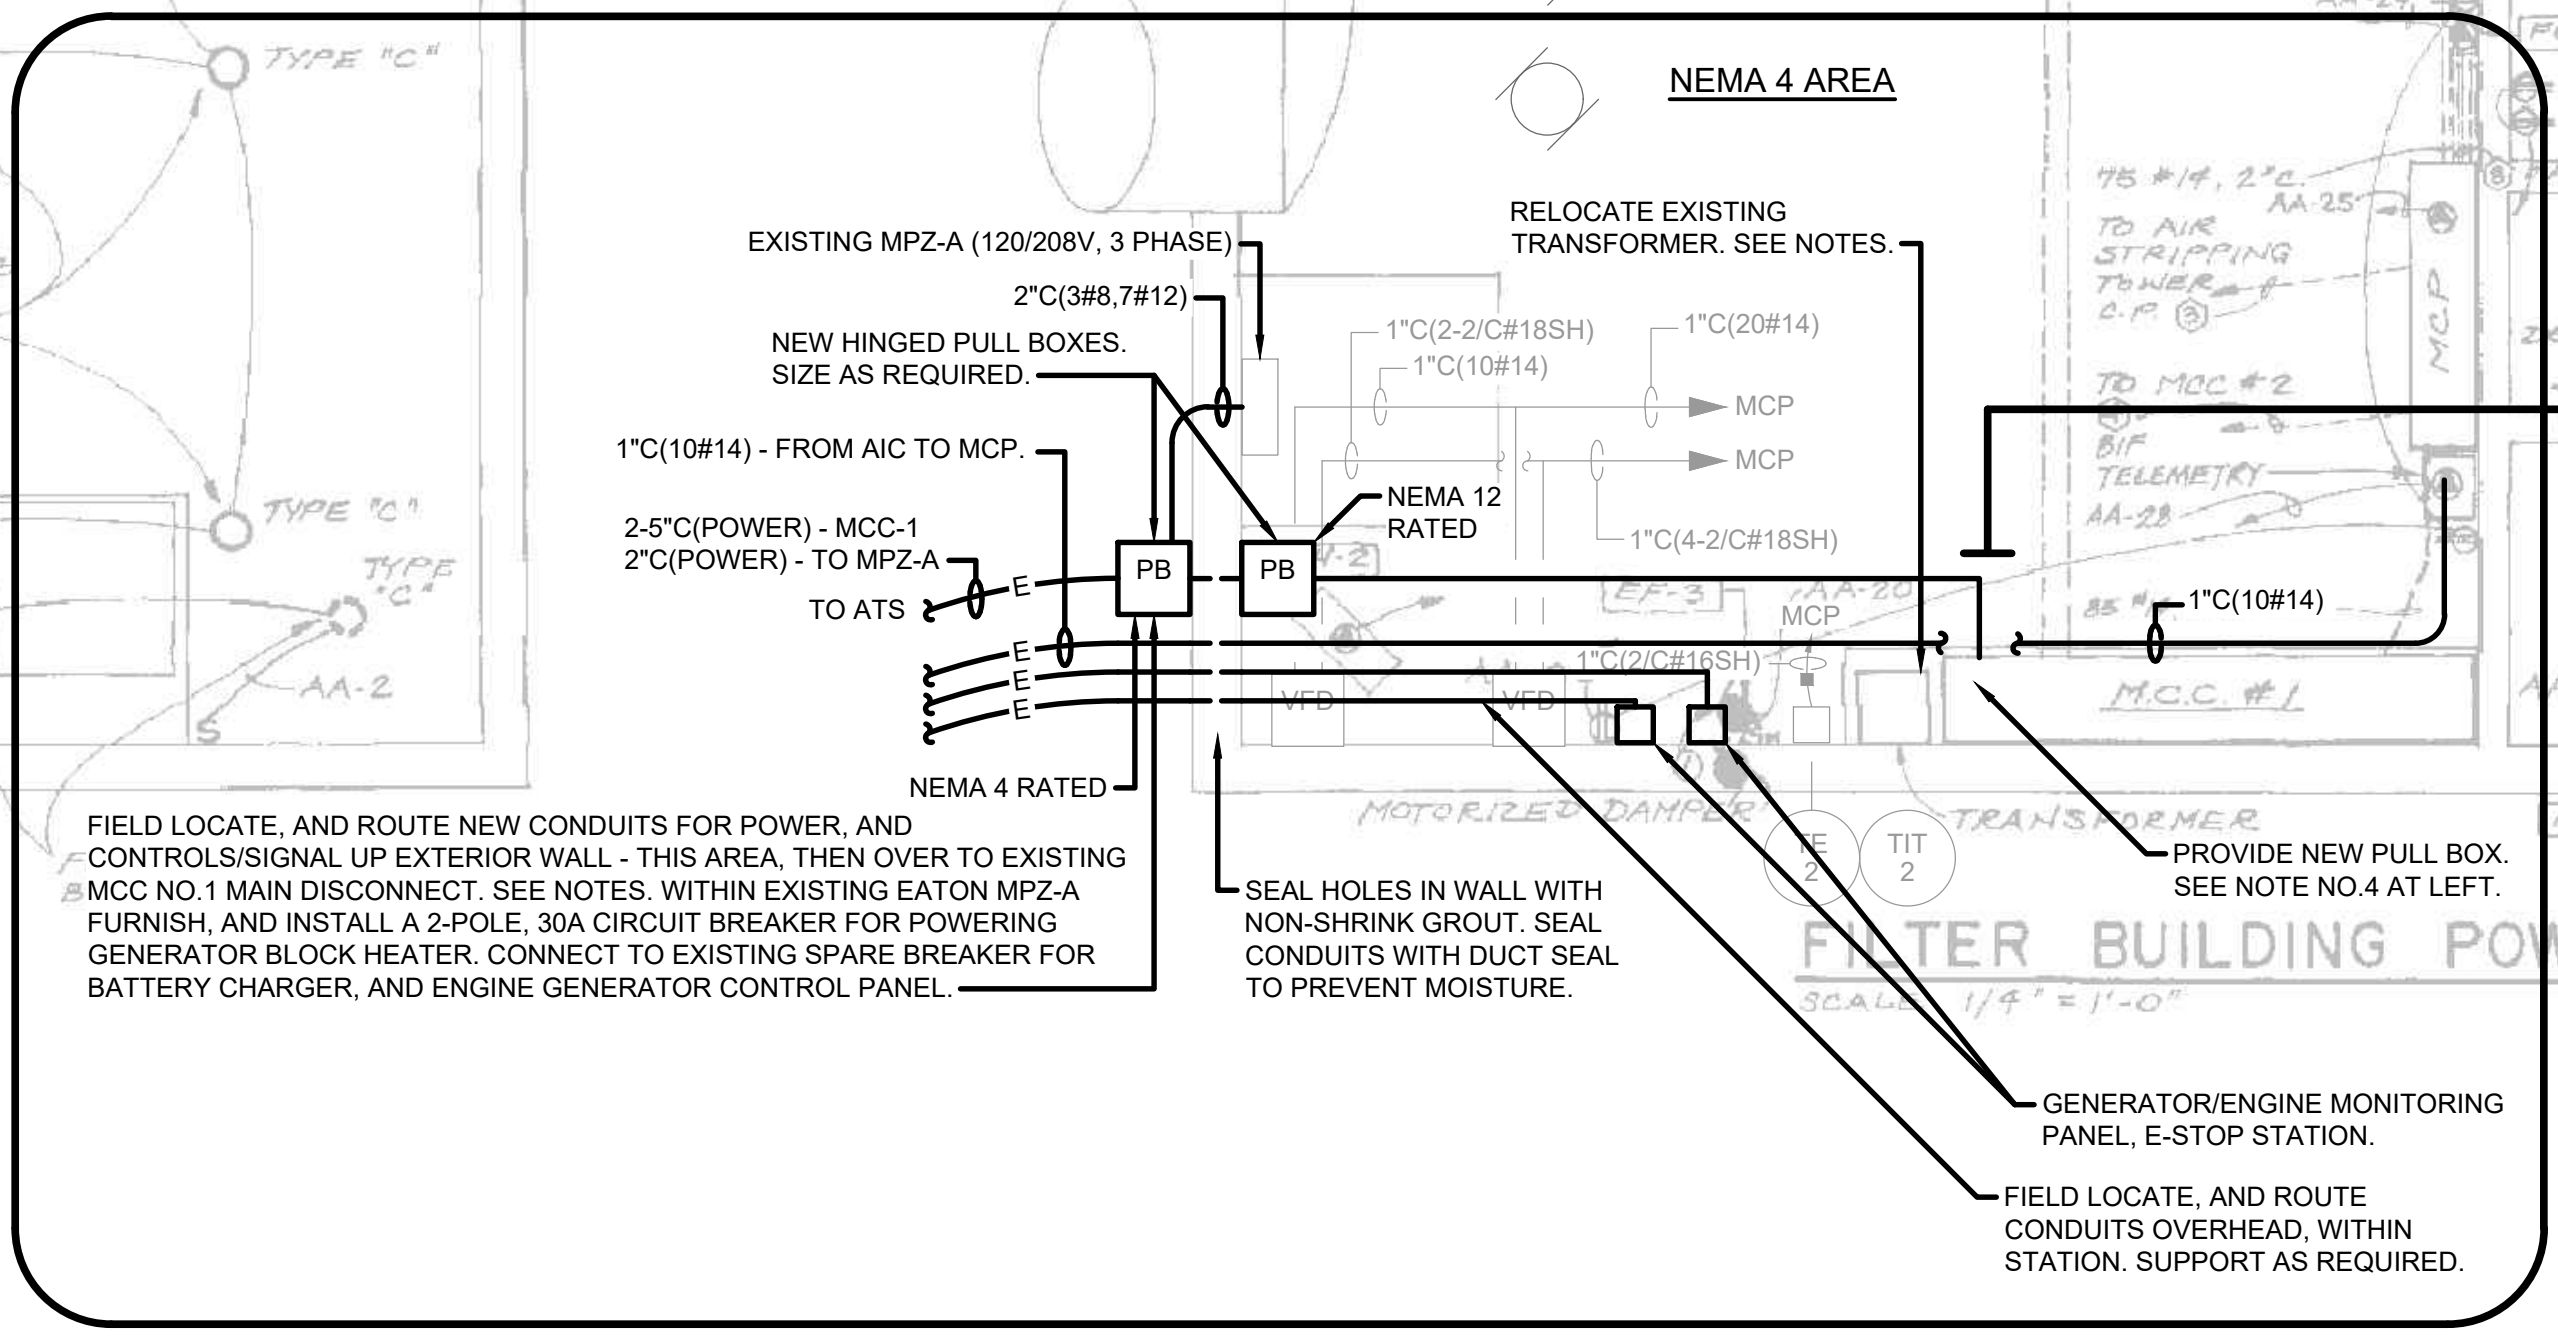 TYPE "C"
NEMA 4 AREA
75 #14, 2"C.
AA-25
TO AIR
STRIPPING
TOWER
C.P. 3
8
MCP
RELOCATE EXISTING
TRANSFORMER. SEE NOTES.
EXISTING MPZ-A (120/208V, 3 PHASE)
2"C(3#8,7#12)
NEW HINGED PULL BOXES.
SIZE AS REQUIRED.
1"C(2-2/C#18SH)
1"C(10#14)
1"C(20#14)
MCP
MCP
1"C(4-2/C#18SH)
TO MCC #2
BIF
TELEMETRY
AA-28
1"C(10#14) - FROM AIC TO MCP.
NEMA 12
RATED
TYPE "C"
TYPE
"C"
AA-2
S
2-5"C(POWER) - MCC-1
2"C(POWER) - TO MPZ-A
TO ATS
E
E
E
E
PB
PB
EF-3
AA-20
MCP
1"C(2/C#16SH)
85 #14
1"C(10#14)
VFD
VFD
M.C.C. #1
NEMA 4 RATED
MOTORIZED DAMPER
TE
2
TIT
2
TRANSFORMER
FIELD LOCATE, AND ROUTE NEW CONDUITS FOR POWER, AND
CONTROLS/SIGNAL UP EXTERIOR WALL - THIS AREA, THEN OVER TO EXISTING
MCC NO.1 MAIN DISCONNECT. SEE NOTES. WITHIN EXISTING EATON MPZ-A
FURNISH, AND INSTALL A 2-POLE, 30A CIRCUIT BREAKER FOR POWERING
GENERATOR BLOCK HEATER. CONNECT TO EXISTING SPARE BREAKER FOR
BATTERY CHARGER, AND ENGINE GENERATOR CONTROL PANEL.
SEAL HOLES IN WALL WITH
NON-SHRINK GROUT. SEAL
CONDUITS WITH DUCT SEAL
TO PREVENT MOISTURE.
PROVIDE NEW PULL BOX.
SEE NOTE NO.4 AT LEFT.
FILTER BUILDING POW
SCALE 1/4" = 1'-0"
GENERATOR/ENGINE MONITORING
PANEL, E-STOP STATION.
FIELD LOCATE, AND ROUTE
CONDUITS OVERHEAD, WITHIN
STATION. SUPPORT AS REQUIRED.